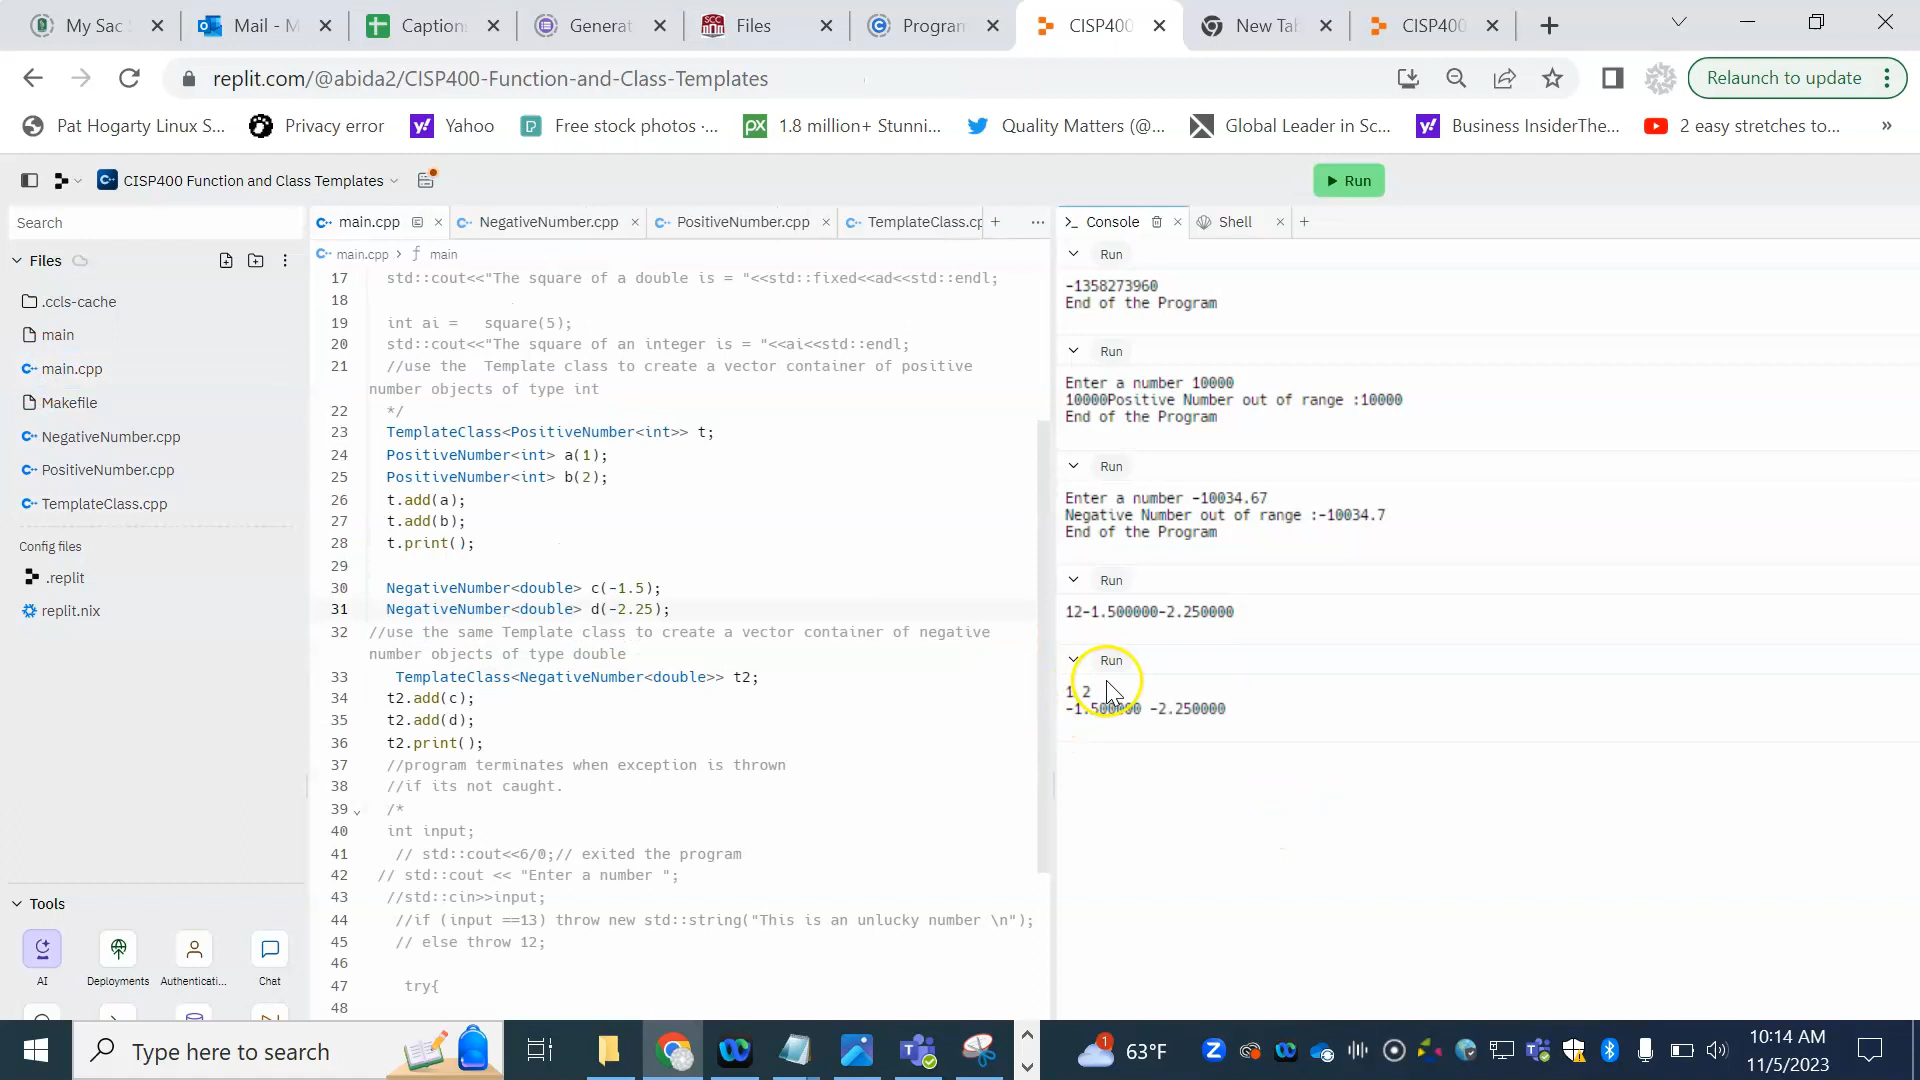 My Sac
Mail - M
Caption
Generat
SCC Files
Program
CISP400
New Tab
CISP400
replit.com/@abida2/CISP400-Function-and-Class-Templates
Relaunch to update
Pat Hogarty Linux S...
Privacy error
Yahoo
Free stock photos -...
1.8 million+ Stunni...
Quality Matters (@...
Global Leader in Sc...
Business InsiderThe...
2 easy stretches to...
»
CISP400 Function and Class Templates
Run
Search
Files
.ccls-cache
main
main.cpp
Makefile
NegativeNumber.cpp
PositiveNumber.cpp
TemplateClass.cpp
Config files
.replit
replit.nix
Tools
AI
Deployments
Authenticati...
Chat
main.cpp
NegativeNumber.cpp
PositiveNumber.cpp
TemplateClass.cp
main.cpp > f main
17 std::cout<<"The square of a double is = "<<std::fixed<<ad<<std::endl;
18
19 int ai =   square(5);
20 std::cout<<"The square of an integer is = "<<ai<<std::endl;
21 //use the  Template class to create a vector container of positive
number objects of type int
22 */
23 TemplateClass<PositiveNumber<int>> t;
24 PositiveNumber<int> a(1);
25 PositiveNumber<int> b(2);
26 t.add(a);
27 t.add(b);
28 t.print();
29
30 NegativeNumber<double> c(-1.5);
31 NegativeNumber<double> d(-2.25);
32 //use the same Template class to create a vector container of negative
number objects of type double
33 TemplateClass<NegativeNumber<double>> t2;
34 t2.add(c);
35 t2.add(d);
36 t2.print();
37 //program terminates when exception is thrown
38 //if its not caught.
39 /*
40 int input;
41 // std::cout<<6/0;// exited the program
42 // std::cout << "Enter a number ";
43 //std::cin>>input;
44 //if (input ==13) throw new std::string("This is an unlucky number \n");
45 // else throw 12;
46
47 try{
48
Console
Shell
Run
-1358273960
End of the Program
Run
Enter a number 10000
10000Positive Number out of range :10000
End of the Program
Run
Enter a number -10034.67
Negative Number out of range :-10034.7
End of the Program
Run
12-1.500000-2.250000
Run
1 2
-1.500000 -2.250000
Type here to search
1
63°F
10:14 AM
11/5/2023